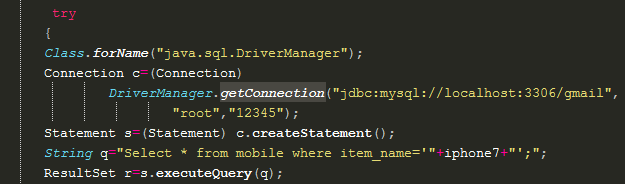 try
{
Class.forName("java.sql.DriverManager");
Connection c=(Connection)
DriverManager.getConnection("jdbc:mysql://localhost:3306/gmail",
"root","12345");
Statement s=(Statement) c.createStatement();
String q="Select * from mobile where item_name='"+iphone7+"';";
ResultSet r=s.executeQuery(q);